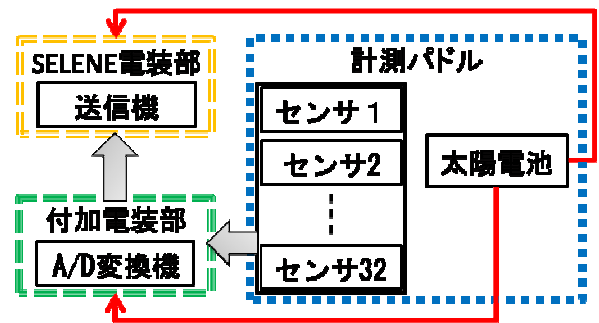 SELENE電装部
送信機
付加電装部
A/D変換機
計測パドル
センサ1
センサ2
センサ32
太陽電池